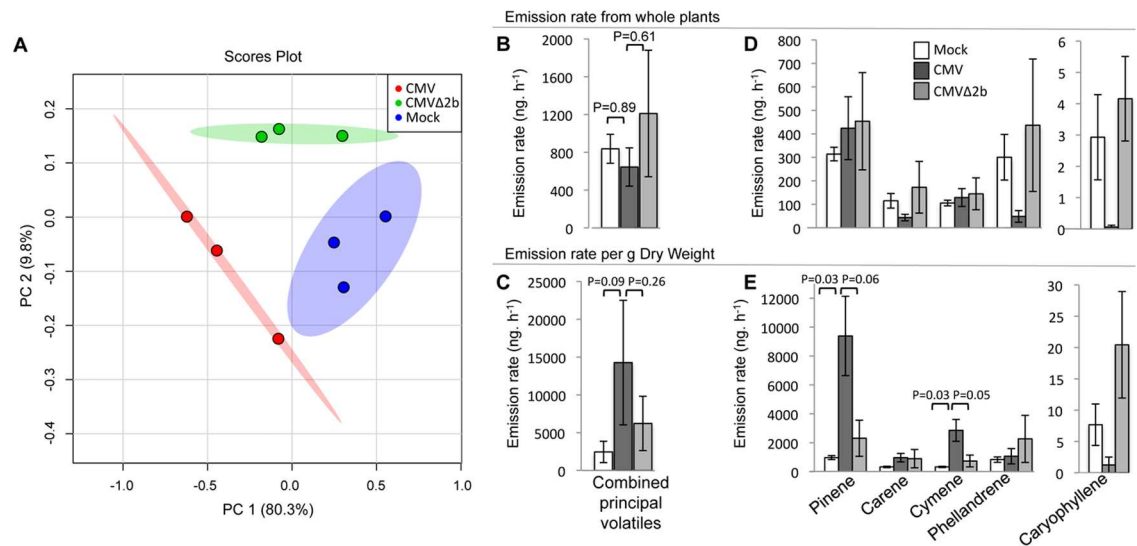 Emission rate from whole plants
A
Scores Plot
CMV
CMVΔ2b
Mock
0.2
0.1
0.0
-0.1
-0.2
-0.3
-0.4
PC 2 (9.8%)
-1.0
-0.5
0.0
0.5
1.0
PC 1 (80.3%)
B
P=0.61
P=0.89
2000
1600
1200
800
400
0
Emission rate (ng. h-1)
D
Mock
CMV
CMVΔ2b
800
700
600
500
400
300
200
100
0
Emission rate (ng. h-1)
6
5
4
3
2
1
0
Emission rate per g Dry Weight
C
P=0.09
P=0.26
25000
20000
15000
10000
5000
0
Emission rate (ng. h-1)
Combined
principal
volatiles
E
P=0.03
P=0.06
P=0.03
P=0.05
12000
10000
8000
6000
4000
2000
0
Emission rate (ng. h-1)
Pinene
Carene
Cymene
Phellandrene
30
25
20
15
10
5
0
Caryophyllene